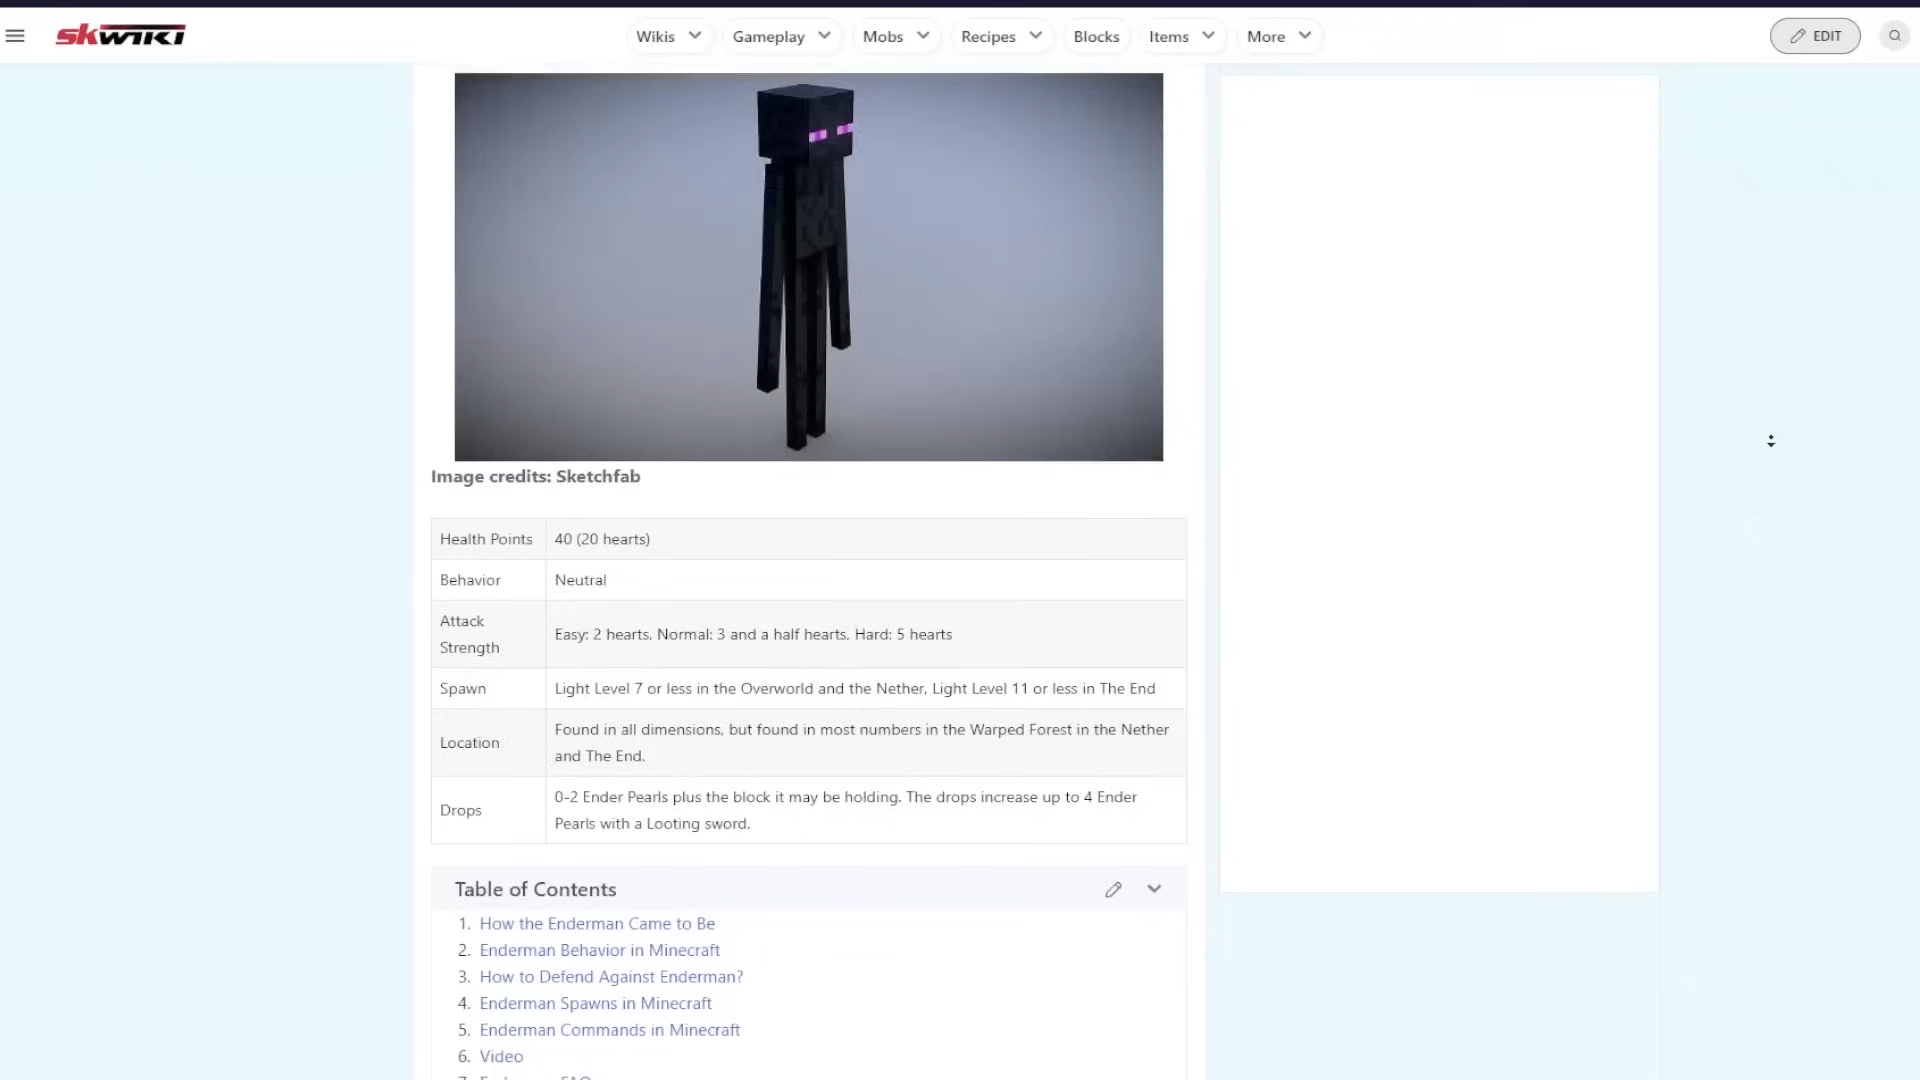 skWIKI
Wikis
Gameplay
Mobs
Recipes
Blocks
Items
More
EDIT
Image credits: Sketchfab
Health Points
40 (20 hearts)
Behavior
Neutral
Attack
Strength
Easy: 2 hearts. Normal: 3 and a half hearts. Hard: 5 hearts
Spawn
Light Level 7 or less in the Overworld and the Nether, Light Level 11 or less in The End
Location
Found in all dimensions, but found in most numbers in the Warped Forest in the Nether
and The End.
Drops
0-2 Ender Pearls plus the block it may be holding. The drops increase up to 4 Ender
Pearls with a Looting sword.
Table of Contents
1. How the Enderman Came to Be
2. Enderman Behavior in Minecraft
3. How to Defend Against Enderman?
4. Enderman Spawns in Minecraft
5. Enderman Commands in Minecraft
6. Video